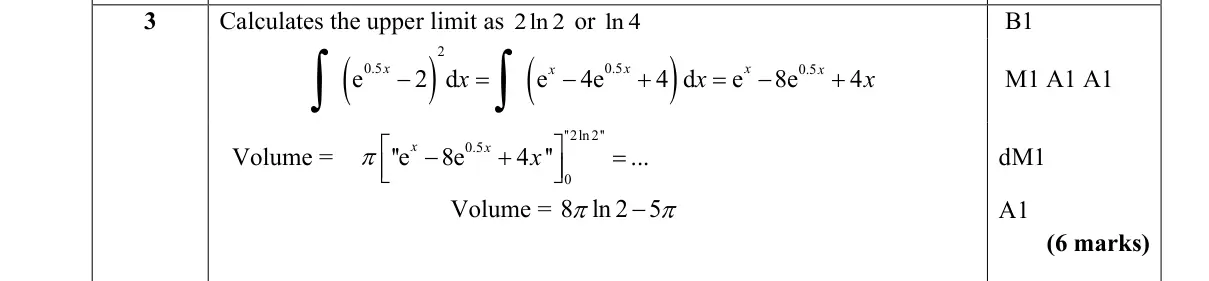 3 Calculates the upper limit as 2 ln 2 or ln 4 B1
∫ (e^{0.5x} − 2)^2 dx = ∫ (e^x − 4e^{0.5x} + 4) dx = e^x − 8e^{0.5x} + 4x M1 A1 A1
Volume = π["e^x − 8e^{0.5x} + 4x"]_0^{"2 ln 2"} = ... dM1
Volume = 8π ln 2 − 5π A1
(6 marks)